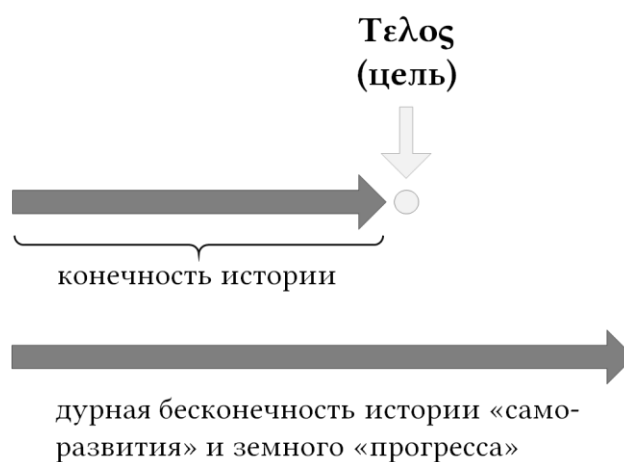 Τελος
(цель)
конечность истории
дурная бесконечность истории «само-
развития» и земного «прогресса»